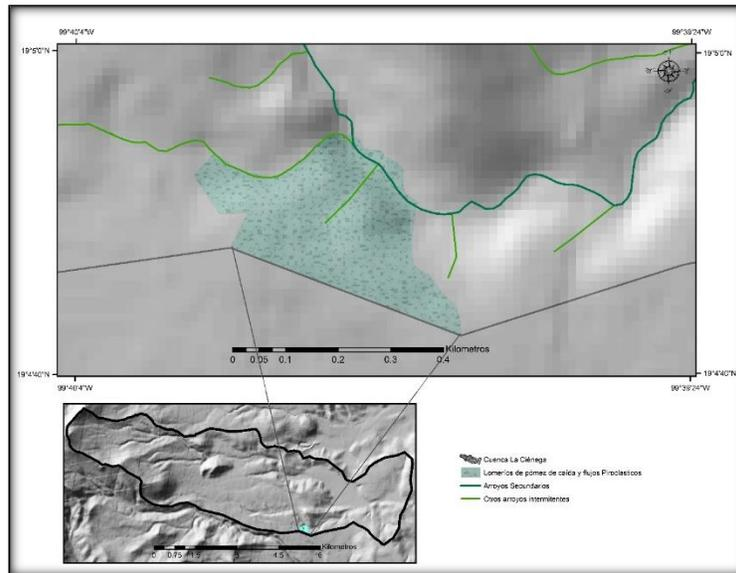 99°40'4"W
99°39'24"W
19°5'0"N
19°5'0"N
Kilometros
0 0.05 0.1 0.2 0.3 0.4
19°4'40"N
19°4'40"N
99°39'24"W
Cuenca La Ciénega
Lomeríos de pómez de caída y flujos Piroclasticos
Arroyos Secundarios
Otros arroyos intermitentes
Kilometros
0 0.75 1.5 3 4.5 6